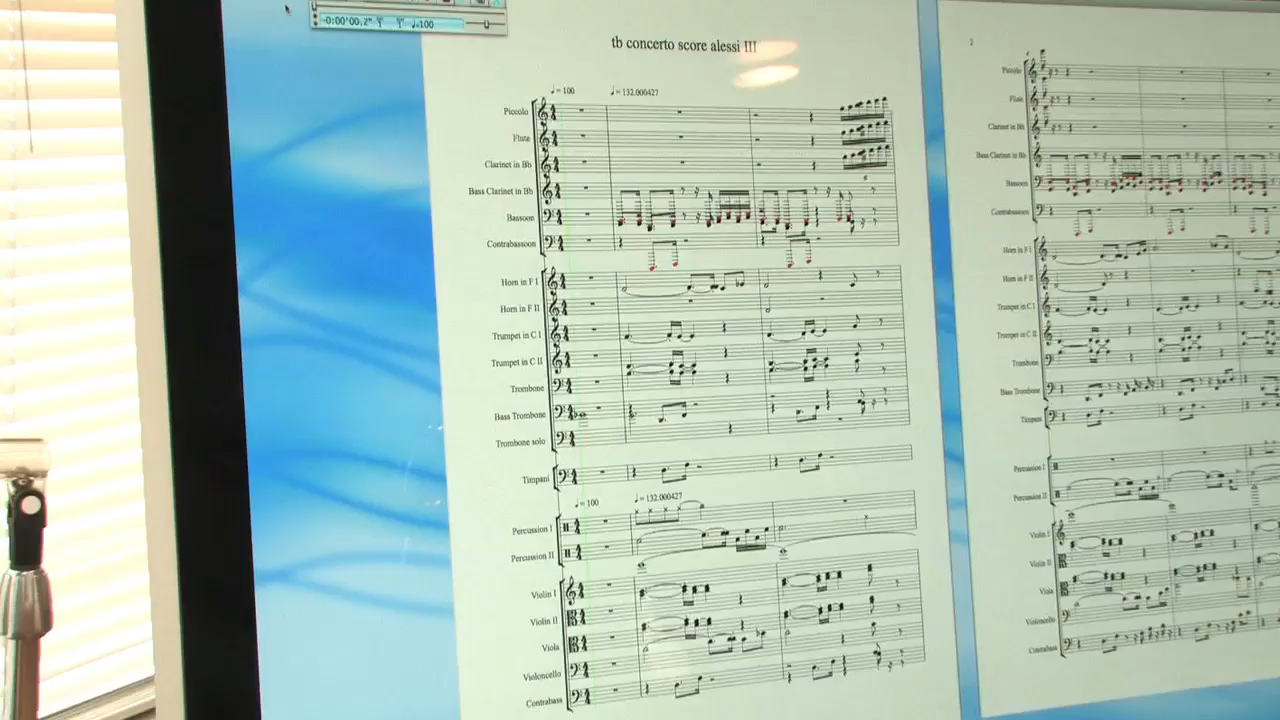 -0:00'00.2" ♩=100
tb concerto score alessi III
♩ = 100 ♩ = 132.000427
Piccolo
Flute
Clarinet in Bb
Bass Clarinet in Bb
Bassoon
Contrabassoon
Horn in F I
Horn in F II
Trumpet in C I
Trumpet in C II
Trombone
Bass Trombone
Trombone solo
Timpani
♩ = 100 ♩ = 132.000427
Percussion I
Percussion II
Violin I
Violin II
Viola
Violoncello
Contrabass
2
Piccolo
Flute
Clarinet in Bb
Bass Clarinet in Bb
Bassoon
Contrabassoon
Horn in F I
Horn in F II
Trumpet in C I
Trumpet in C II
Trombone
Bass Trombone
Timpani
Percussion I
Percussion II
Violin I
Violin II
Viola
Violoncello
Contrabass